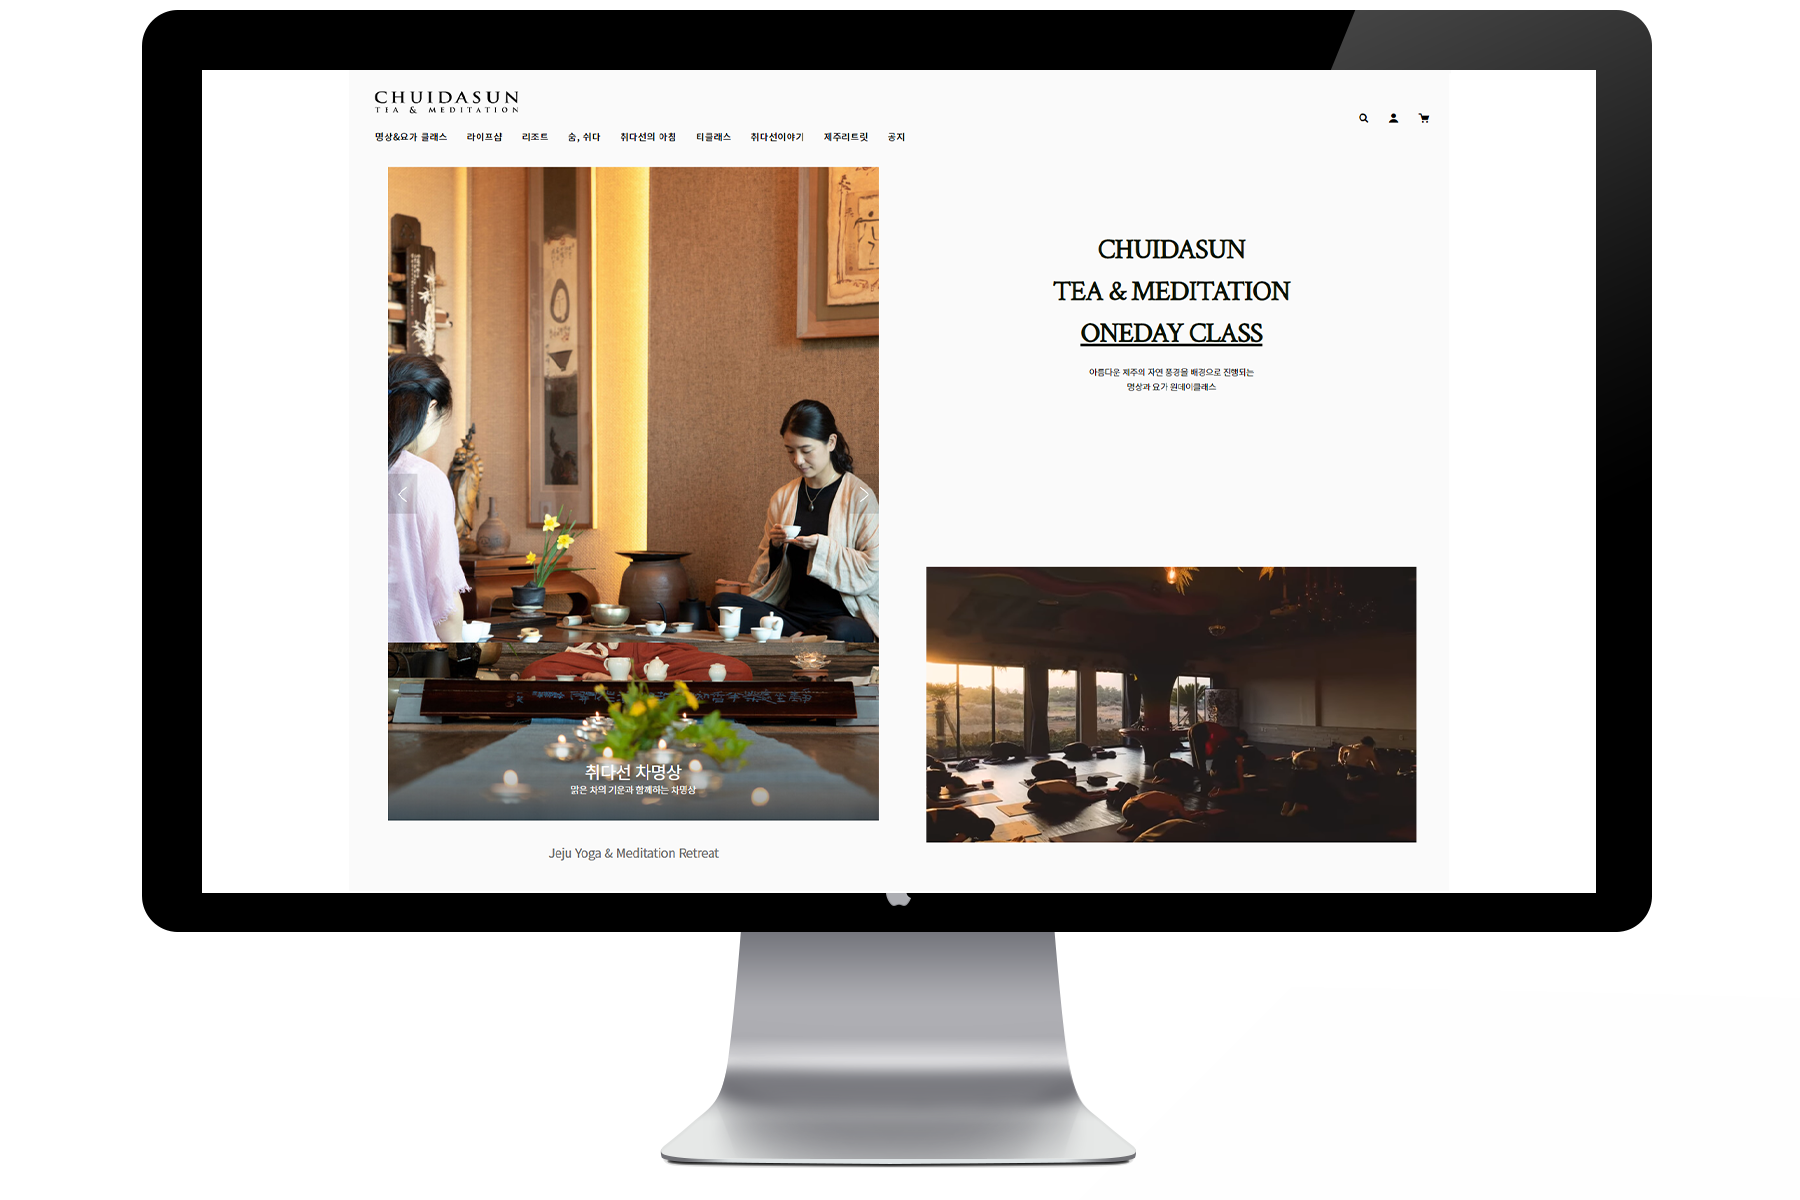 CHUIDASUN
TEA & MEDITATION
명상&요가 클래스 라이프샵 리조트 숨, 쉬다 취다선의 아침 티클래스 취다선이야기 제주리트릿 공지
CHUIDASUN
TEA & MEDITATION
ONEDAY CLASS
아름다운 제주의 자연 풍경을 배경으로 진행되는
명상과 요가 원데이클래스
취다선 차명상
맑은 차의 기운과 함께하는 차명상
Jeju Yoga & Meditation Retreat